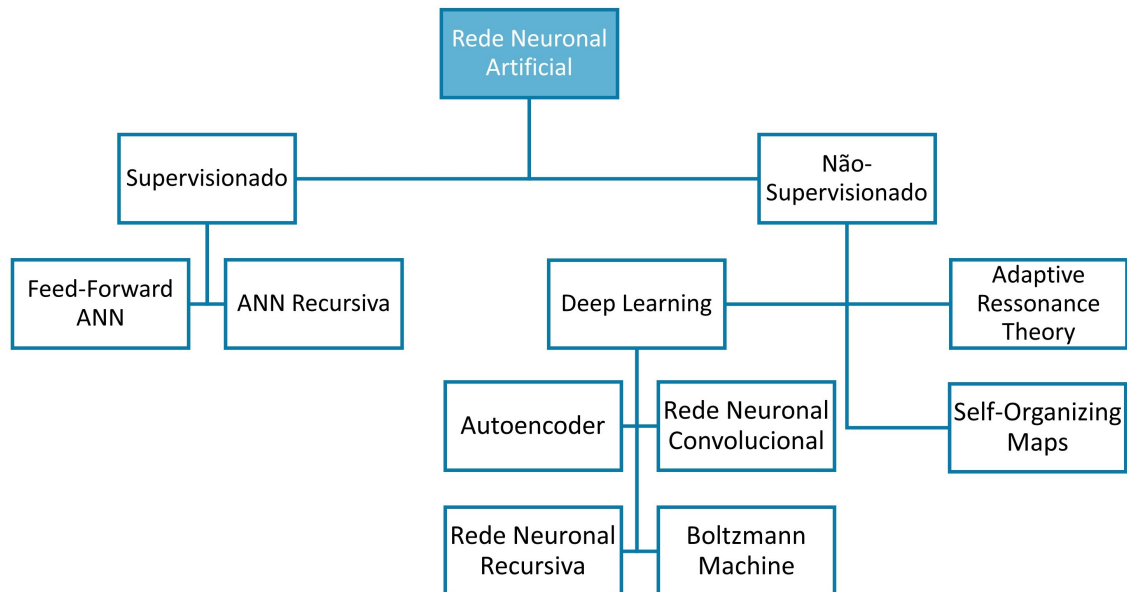 Rede Neuronal
Artificial
Supervisionado
Não-
Supervisionado
Feed-Forward
ANN
ANN Recursiva
Deep Learning
Adaptive
Ressonance
Theory
Autoencoder
Rede Neuronal
Convolucional
Self-Organizing
Maps
Rede Neuronal
Recursiva
Boltzmann
Machine